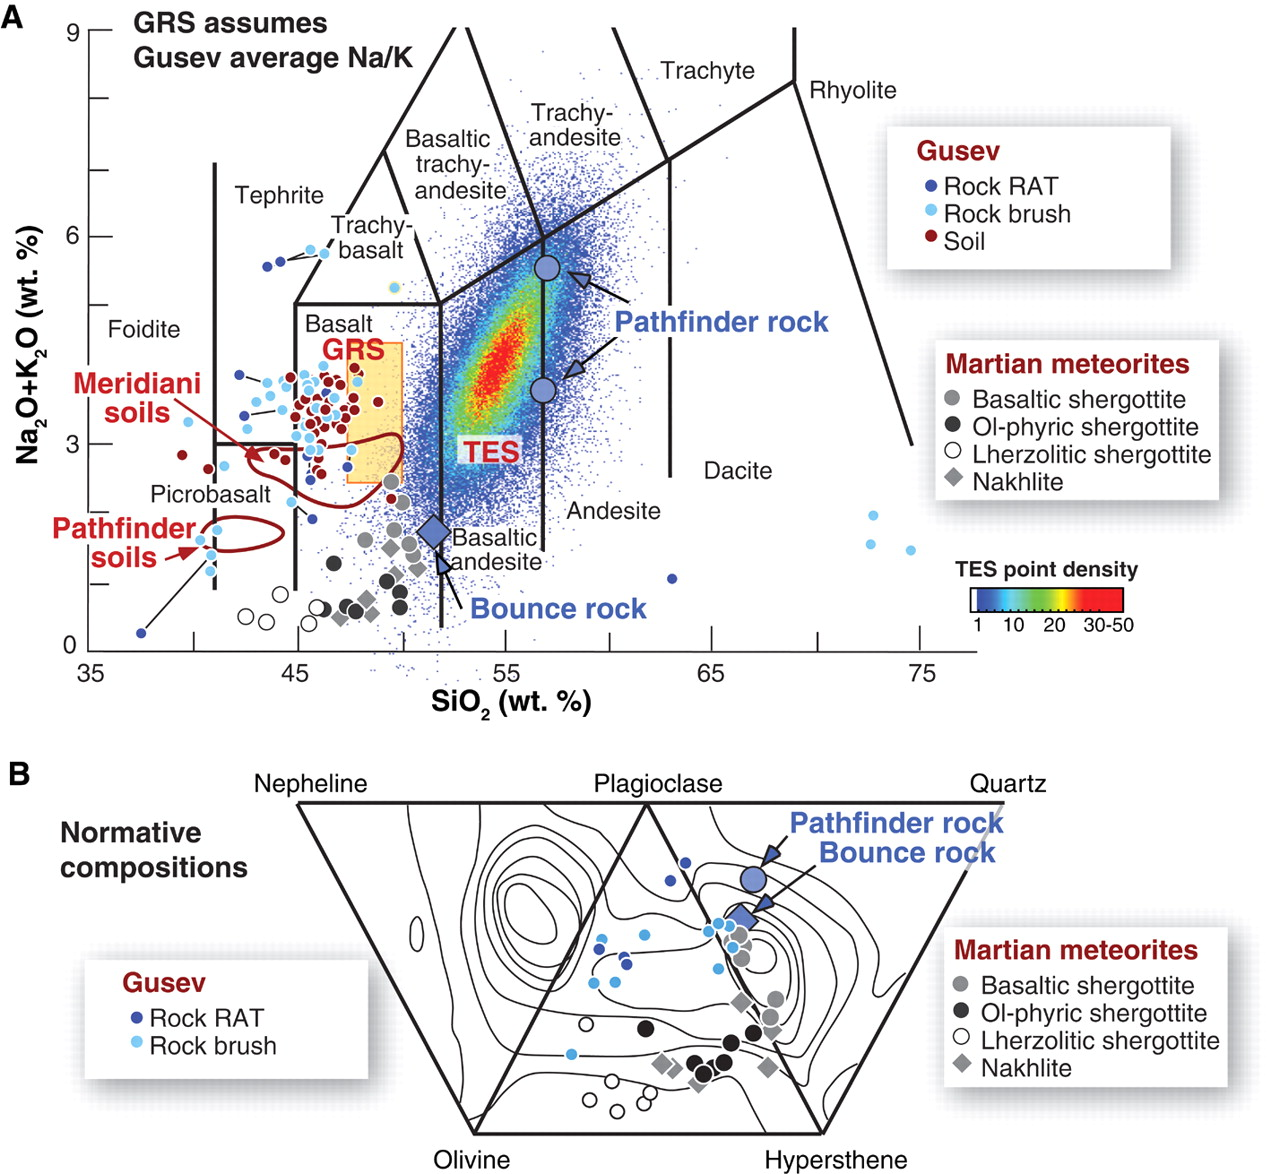 A
GRS assumes
Gusev average Na/K
9
6
3
0
Na2O+K2O (wt. %)
Trachyte
Rhyolite
Trachy-
andesite
Basaltic
trachy-
andesite
Tephrite
Trachy-
basalt
Foidite
Basalt
GRS
Meridiani
soils
Pathfinder rock
TES
Picrobasalt
Dacite
Andesite
Pathfinder
soils
Basaltic
andesite
Bounce rock
35
45
55
65
75
SiO2 (wt. %)
Gusev
Rock RAT
Rock brush
Soil
Martian meteorites
Basaltic shergottite
Ol-phyric shergottite
Lherzolitic shergottite
Nakhlite
TES point density
1 10 20 30-50
B
Nepheline
Plagioclase
Quartz
Normative
compositions
Pathfinder rock
Bounce rock
Gusev
Rock RAT
Rock brush
Martian meteorites
Basaltic shergottite
Ol-phyric shergottite
Lherzolitic shergottite
Nakhlite
Olivine
Hypersthene